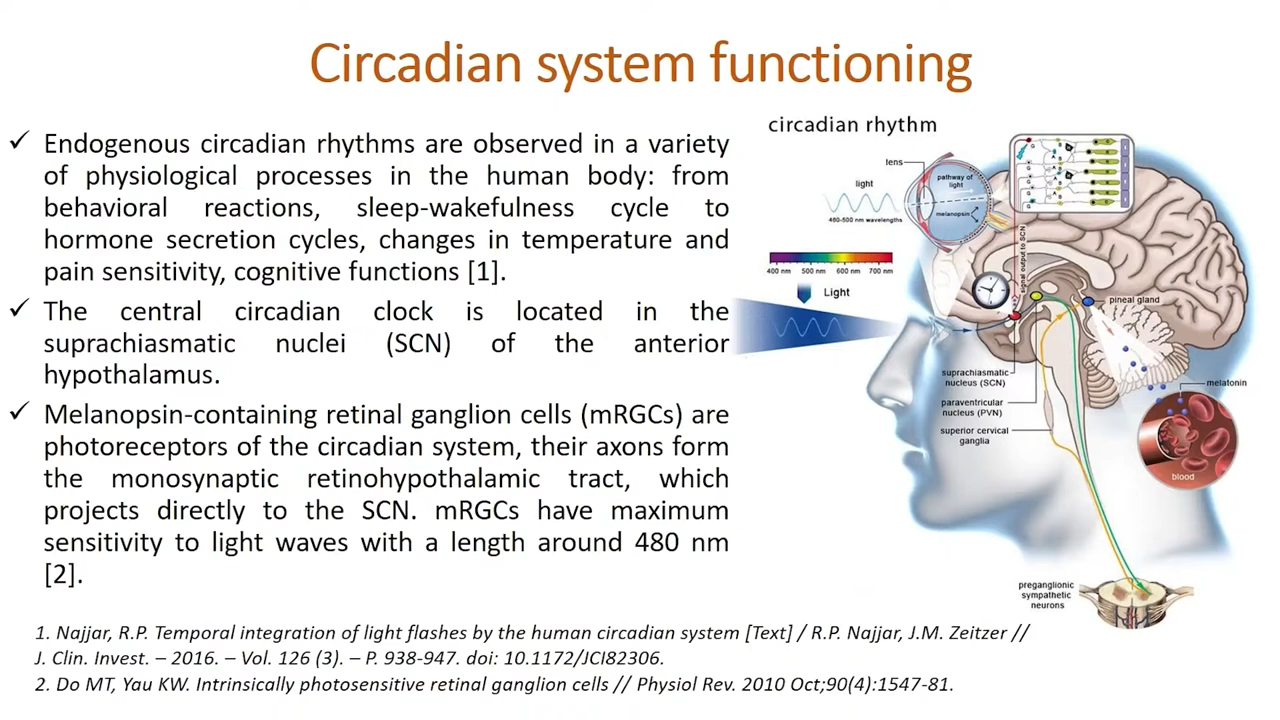 Circadian system functioning
✓ Endogenous circadian rhythms are observed in a variety
of physiological processes in the human body: from
behavioral reactions, sleep-wakefulness cycle to
hormone secretion cycles, changes in temperature and
pain sensitivity, cognitive functions [1].
✓ The central circadian clock is located in the
suprachiasmatic nuclei (SCN) of the anterior
hypothalamus.
✓ Melanopsin-containing retinal ganglion cells (mRGCs) are
photoreceptors of the circadian system, their axons form
the monosynaptic retinohypothalamic tract, which
projects directly to the SCN. mRGCs have maximum
sensitivity to light waves with a length around 480 nm
[2].
circadian rhythm
lens
light
460-500 nm wavelengths
pathway of
light
melanopsin
400 nm 500 nm 600 nm 700 nm
Light
signal output to SCN
pineal gland
suprachiasmatic
nucleus (SCN)
paraventricular
nucleus (PVN)
superior cervical
ganglia
melatonin
blood
preganglionic
sympathetic
neurons
1. Najjar, R.P. Temporal integration of light flashes by the human circadian system [Text] / R.P. Najjar, J.M. Zeitzer //
J. Clin. Invest. – 2016. – Vol. 126 (3). – P. 938-947. doi: 10.1172/JCI82306.
2. Do MT, Yau KW. Intrinsically photosensitive retinal ganglion cells // Physiol Rev. 2010 Oct;90(4):1547-81.